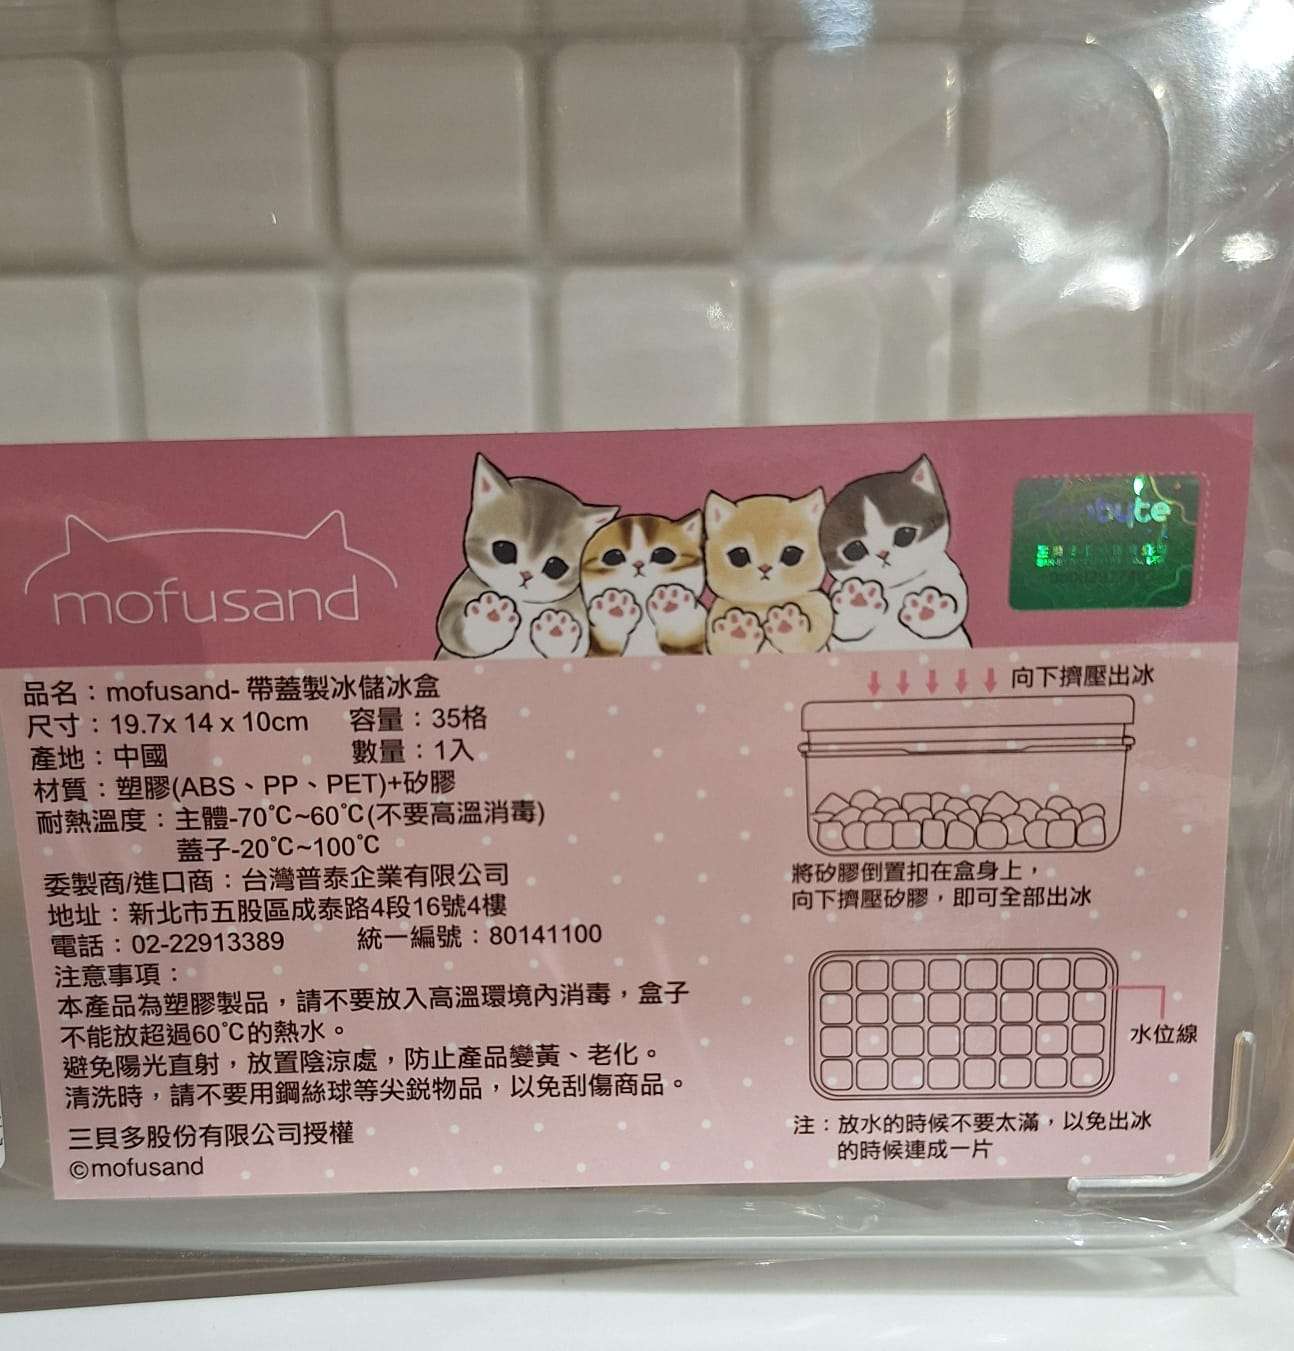 mofusand
品名：mofusand- 帶蓋製冰儲冰盒
尺寸：19.7x 14 x 10cm 容量：35格
產地：中國 數量：1入
材質：塑膠(ABS、PP、PET)+矽膠
耐熱溫度：主體-70℃~60℃(不要高溫消毒)
蓋子-20℃~100℃
委製商/進口商：台灣普泰企業有限公司
地址：新北市五股區成泰路4段16號4樓
電話：02-22913389 統一編號：80141100
注意事項：
本產品為塑膠製品，請不要放入高溫環境內消毒，盒子
不能放超過60℃的熱水。
避免陽光直射，放置陰涼處，防止產品變黃、老化。
清洗時，請不要用鋼絲球等尖鋭物品，以免刮傷商品。
三貝多股份有限公司授權
©mofusand
向下擠壓出冰
將矽膠倒置扣在盒身上，
向下擠壓矽膠，即可全部出冰
水位線
注：放水的時候不要太滿，以免出冰
的時候連成一片